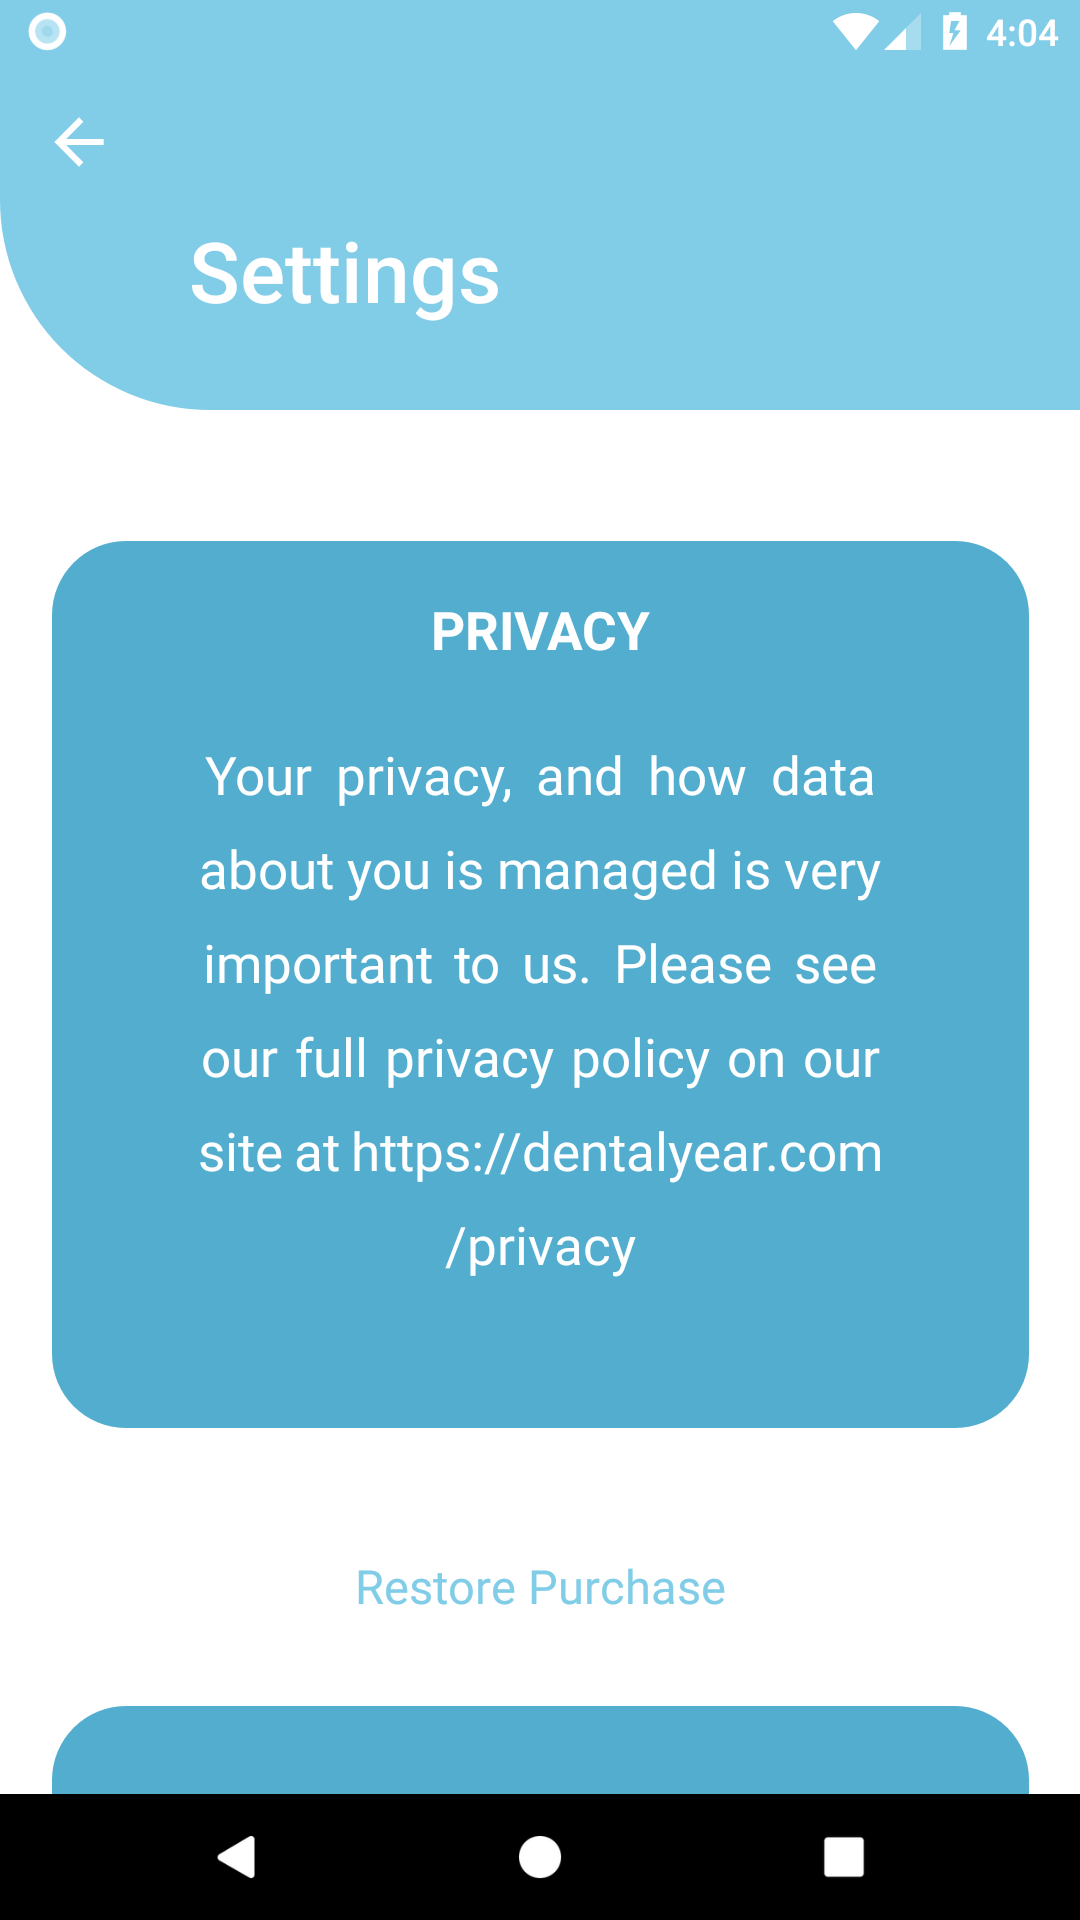 4:04
Settings
PRIVACY
Your privacy, and how data
about you is managed is very
important to us. Please see
our full privacy policy on our
site at https://dentalyear.com
/privacy
Restore Purchase